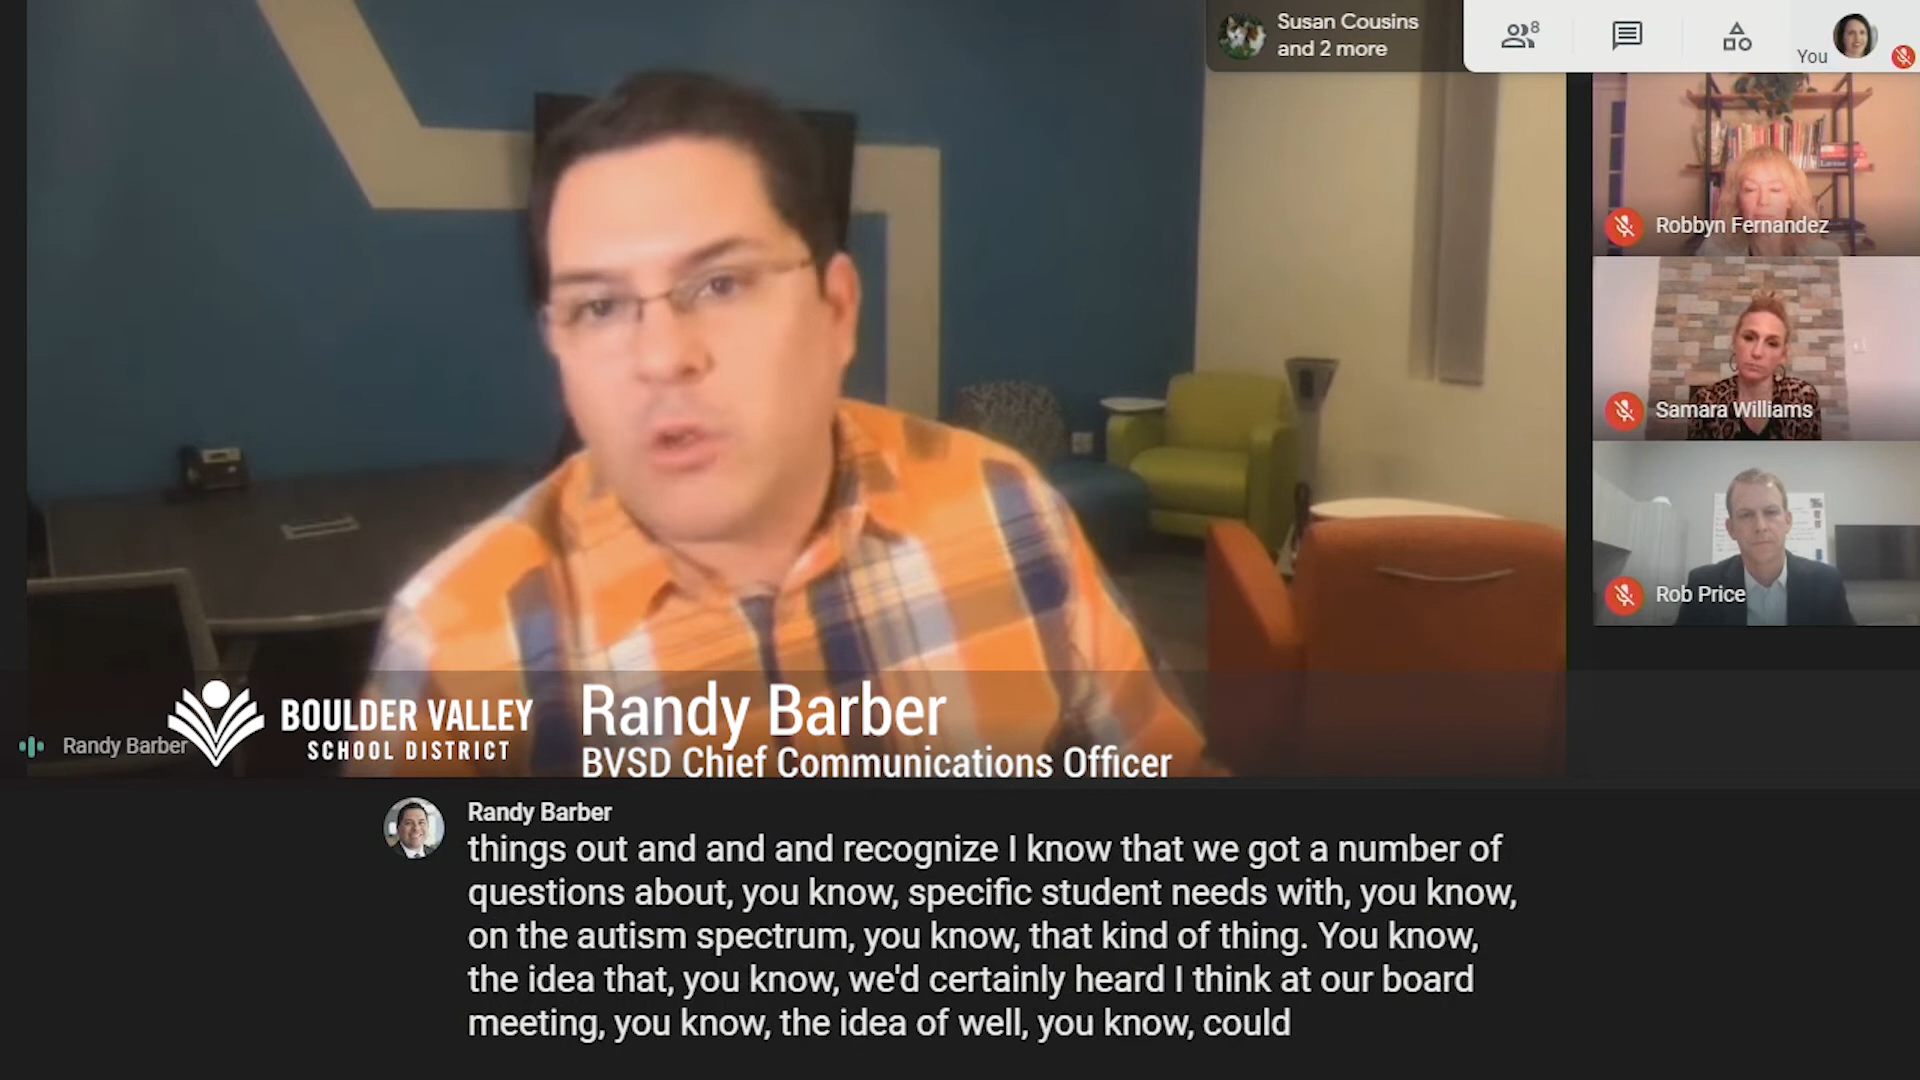 Susan Cousins
and 2 more
8
You
Robbyn Fernandez
Samara Williams
Rob Price
Randy Barber
BOULDER VALLEY
SCHOOL DISTRICT
Randy Barber
BVSD Chief Communications Officer
Randy Barber
things out and and and recognize I know that we got a number of
questions about, you know, specific student needs with, you know,
on the autism spectrum, you know, that kind of thing. You know,
the idea that, you know, we'd certainly heard I think at our board
meeting, you know, the idea of well, you know, could